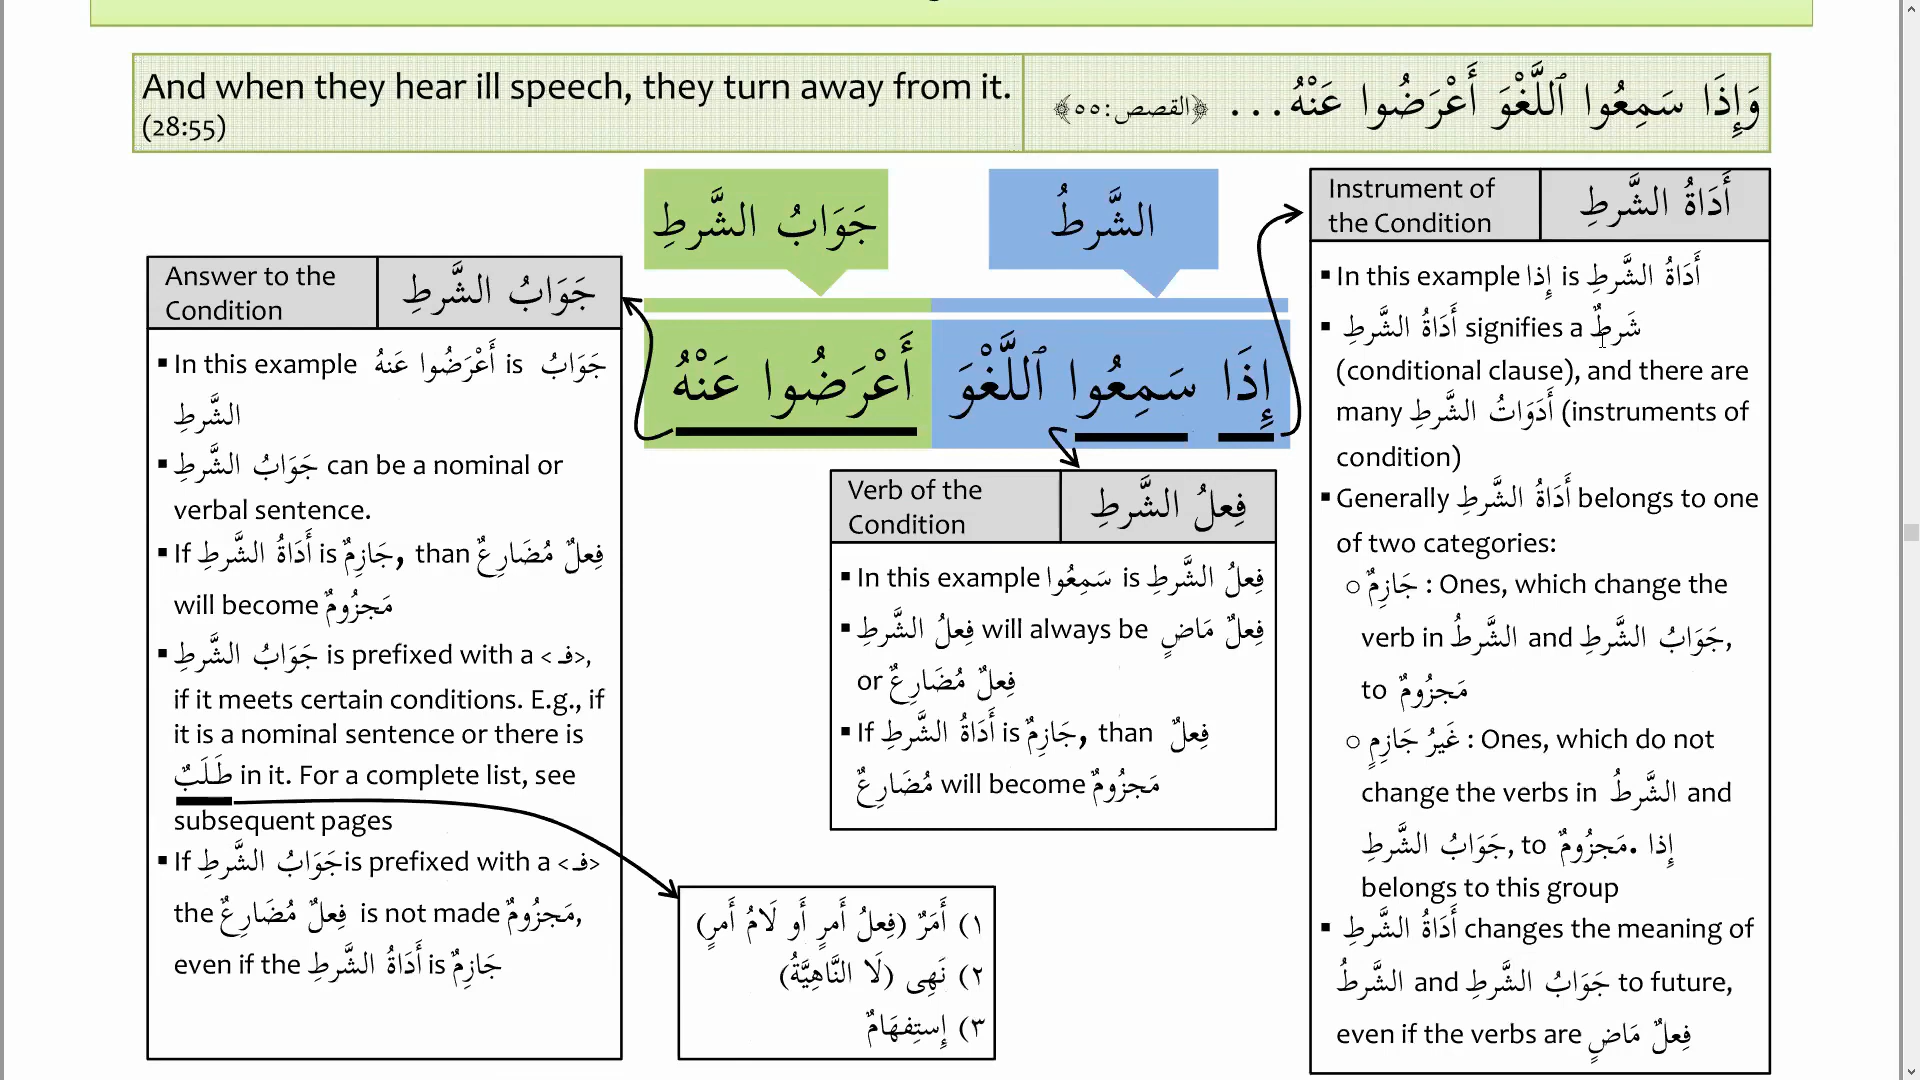 And when they hear ill speech, they turn away from it.
(28:55)
وَإِذَا سَمِعُوا ٱللَّغْوَ أَعْرَضُوا عَنْهُ... ﴿القصص:٥٥﴾
جَوَابُ الشَّرطِ
الشَّرطُ
إِذَا سَمِعُوا ٱللَّغْوَ أَعْرَضُوا عَنْهُ
Answer to the
Condition
جَوَابُ الشَّرطِ
▪ In this example أَعْرَضُوا عَنهُ is جَوَابُ
الشَّرطِ
▪ جَوَابُ الشَّرطِ can be a nominal or
verbal sentence.
▪ If أَدَاةُ الشَّرطِ is جَازِمٌ, than فِعلٌ مُضَارِعٌ
will become مَجزُومٌ
▪ جَوَابُ الشَّرطِ is prefixed with a <فـ>,
if it meets certain conditions. E.g., if
it is a nominal sentence or there is
طَلَبٌ in it. For a complete list, see
subsequent pages
▪ If جَوَابُ الشَّرطِ is prefixed with a <فـ>
the فِعلٌ مُضَارِعٌ is not made مَجزُومٌ,
even if the أَدَاةُ الشَّرطِ is جَازِمٌ
Verb of the
Condition
فِعلُ الشَّرطِ
▪ In this example سَمِعُوا is فِعلُ الشَّرطِ
▪ فِعلُ الشَّرطِ will always be فِعلٌ مَاضٍ
or فِعلٌ مُضَارِعٌ
▪ If أَدَاةُ الشَّرطِ is جَازِمٌ, than فِعلٌ
مُضَارِعٌ will become مَجزُومٌ
١) أَمَرٌ (فِعلُ أَمرٍ أَو لَامُ أَمرٍ)
٢) نَهِى (لَا النَّاهِيَّةُ)
٣) إِستِفهَامٌ
Instrument of
the Condition
أَدَاةُ الشَّرطِ
▪ In this example إِذا is أَدَاةُ الشَّرطِ
▪ أَدَاةُ الشَّرطِ signifies a شَرطٌ
(conditional clause), and there are
many أَدَوَاتُ الشَّرطِ (instruments of
condition)
▪ Generally أَدَاةُ الشَّرطِ belongs to one
of two categories:
o جَازِمٌ : Ones, which change the
verb in الشَّرطُ and جَوَابُ الشَّرطِ,
to مَجزُومٌ
o غَيرُ جَازِمٍ : Ones, which do not
change the verbs in الشَّرطُ and
جَوَابُ الشَّرطِ, to مَجزُومٌ. إِذا
belongs to this group
▪ أَدَاةُ الشَّرطِ changes the meaning of
الشَّرطُ and جَوَابُ الشَّرطِ to future,
even if the verbs are فِعلٌ مَاضٍ